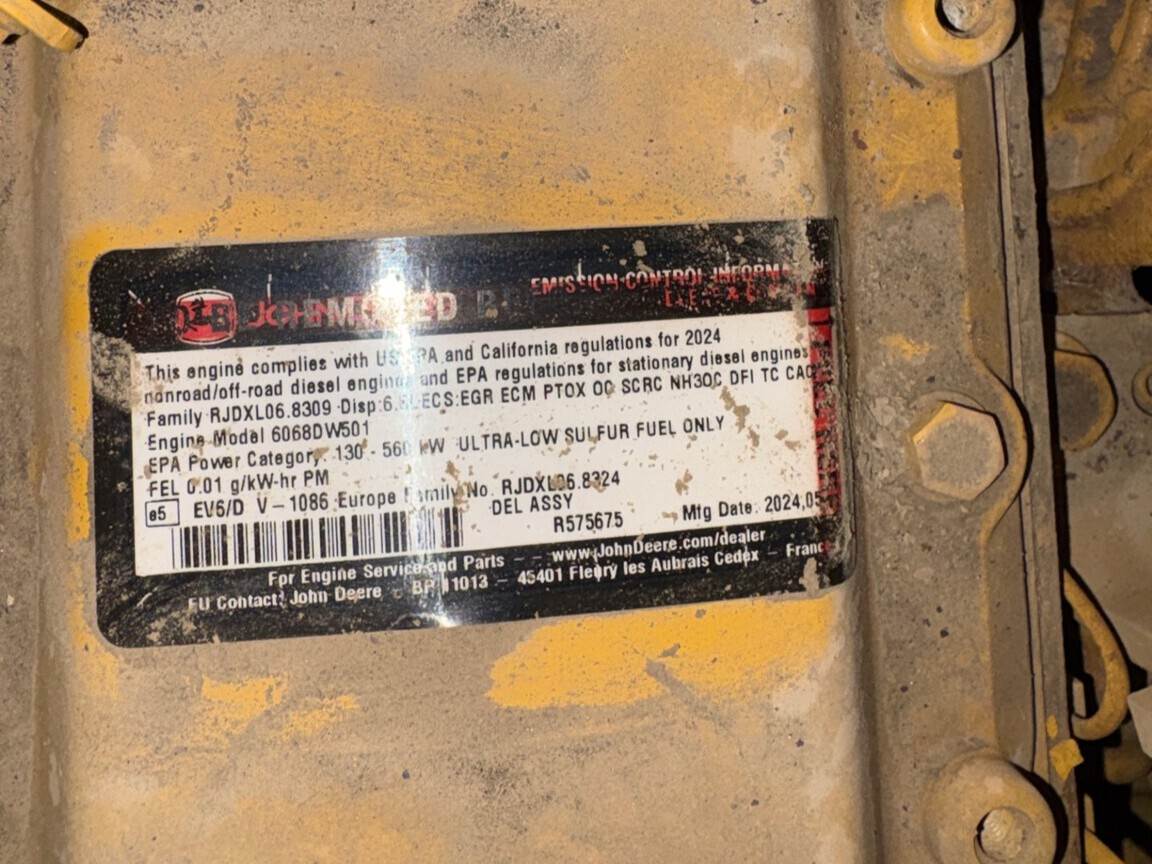 EMISSION CONTROL
This engine complies with US EPA and California regulations for 2024
nonroad/off-road diesel engines and EPA regulations for stationary diesel engines
Family RJDXL06.8309 Disp:6.8L ECS:EGR ECM PTOX OC SCRC NH3OC DFI TC CAC
Engine Model 6068DW501
EPA Power Category: 130 - 560 kW ULTRA-LOW SULFUR FUEL ONLY
FEL 0.01 g/kW-hr PM
e5 EV6/D V-1086 Europe Family No. RJDXL06.8324
DEL ASSY
R575675 Mfg Date: 2024,05
For Engine Service and Parts -- www.JohnDeere.com/dealer
EU Contact: John Deere - BP 11013 - 45401 Fleury les Aubrais Cedex - France